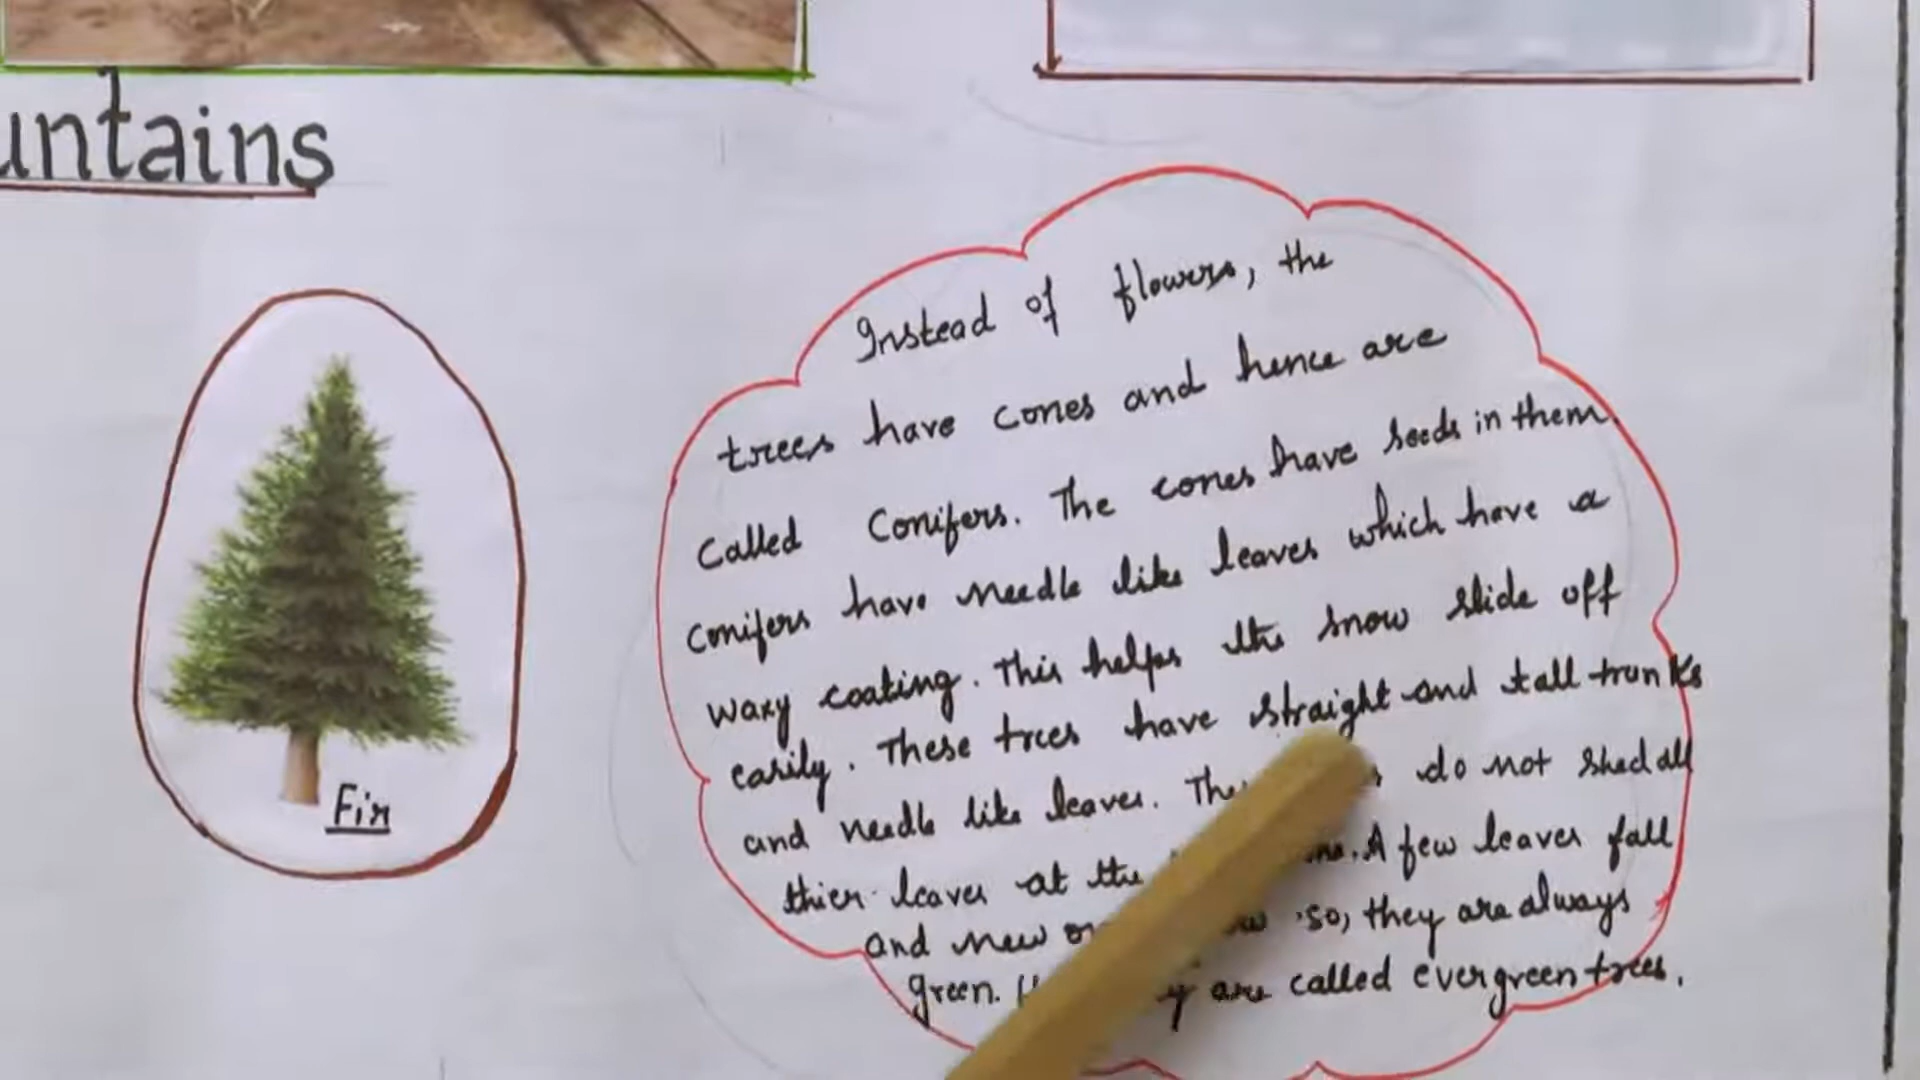 untains
Fir
Instead of flowers, the
trees have cones and hence are
called Conifers. The cones have seeds in them.
conifers have needle like leaves which have a
waxy coating. This helps the snow slide off
easily. These trees have straight and tall trunks
and needle like leaves. do not shed all
thier leaves at the A few leaves fall
and new so, they are always
green. are called evergreen trees.